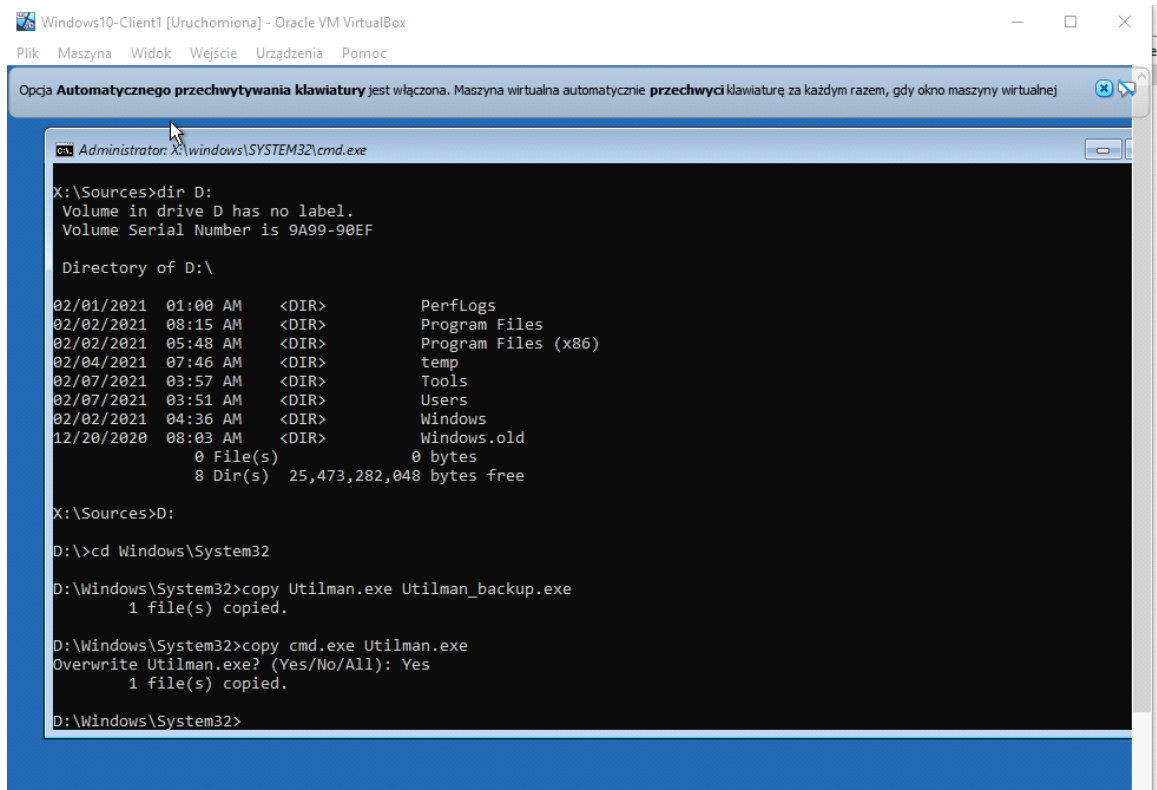 Windows10-Client1 [Uruchomiona] - Oracle VM VirtualBox
Plik Maszyna Widok Wejście Urządzenia Pomoc
Opcja Automatycznego przechwytywania klawiatury jest włączona. Maszyna wirtualna automatycznie przechwyci klawiaturę za każdym razem, gdy okno maszyny wirtualnej
Administrator: X:\windows\SYSTEM32\cmd.exe
X:\Sources>dir D:
Volume in drive D has no label.
Volume Serial Number is 9A99-90EF
Directory of D:\
02/01/2021 01:00 AM <DIR> PerfLogs
02/02/2021 08:15 AM <DIR> Program Files
02/02/2021 05:48 AM <DIR> Program Files (x86)
02/04/2021 07:46 AM <DIR> temp
02/07/2021 03:57 AM <DIR> Tools
02/07/2021 03:51 AM <DIR> Users
02/02/2021 04:36 AM <DIR> Windows
12/20/2020 08:03 AM <DIR> Windows.old
0 File(s) 0 bytes
8 Dir(s) 25,473,282,048 bytes free
X:\Sources>D:
D:\>cd Windows\System32
D:\Windows\System32>copy Utilman.exe Utilman_backup.exe
1 file(s) copied.
D:\Windows\System32>copy cmd.exe Utilman.exe
Overwrite Utilman.exe? (Yes/No/All): Yes
1 file(s) copied.
D:\Windows\System32>